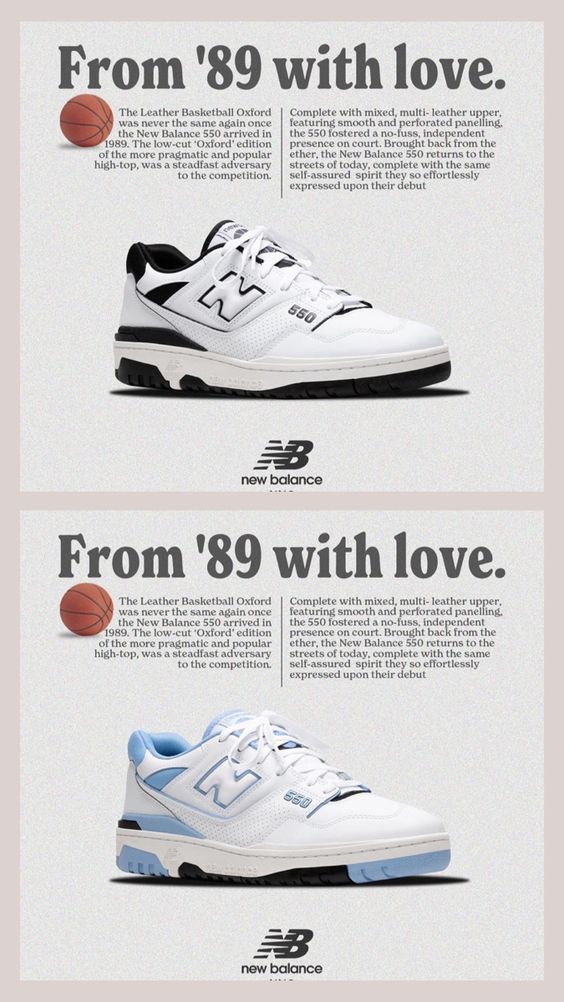 From '89 with love.
The Leather Basketball Oxford
was never the same again once
the New Balance 550 arrived in
1989. The low-cut 'Oxford' edition
of the more pragmatic and popular
high-top, was a steadfast adversary
to the competition.
Complete with mixed, multi- leather upper,
featuring smooth and perforated panelling,
the 550 fostered a no-fuss, independent
presence on court. Brought back from the
ether, the New Balance 550 returns to the
streets of today, complete with the same
self-assured spirit they so effortlessly
expressed upon their debut
N
550
NB
new balance
From '89 with love.
The Leather Basketball Oxford
was never the same again once
the New Balance 550 arrived in
1989. The low-cut 'Oxford' edition
of the more pragmatic and popular
high-top, was a steadfast adversary
to the competition.
Complete with mixed, multi- leather upper,
featuring smooth and perforated panelling,
the 550 fostered a no-fuss, independent
presence on court. Brought back from the
ether, the New Balance 550 returns to the
streets of today, complete with the same
self-assured spirit they so effortlessly
expressed upon their debut
N
550
NB
new balance